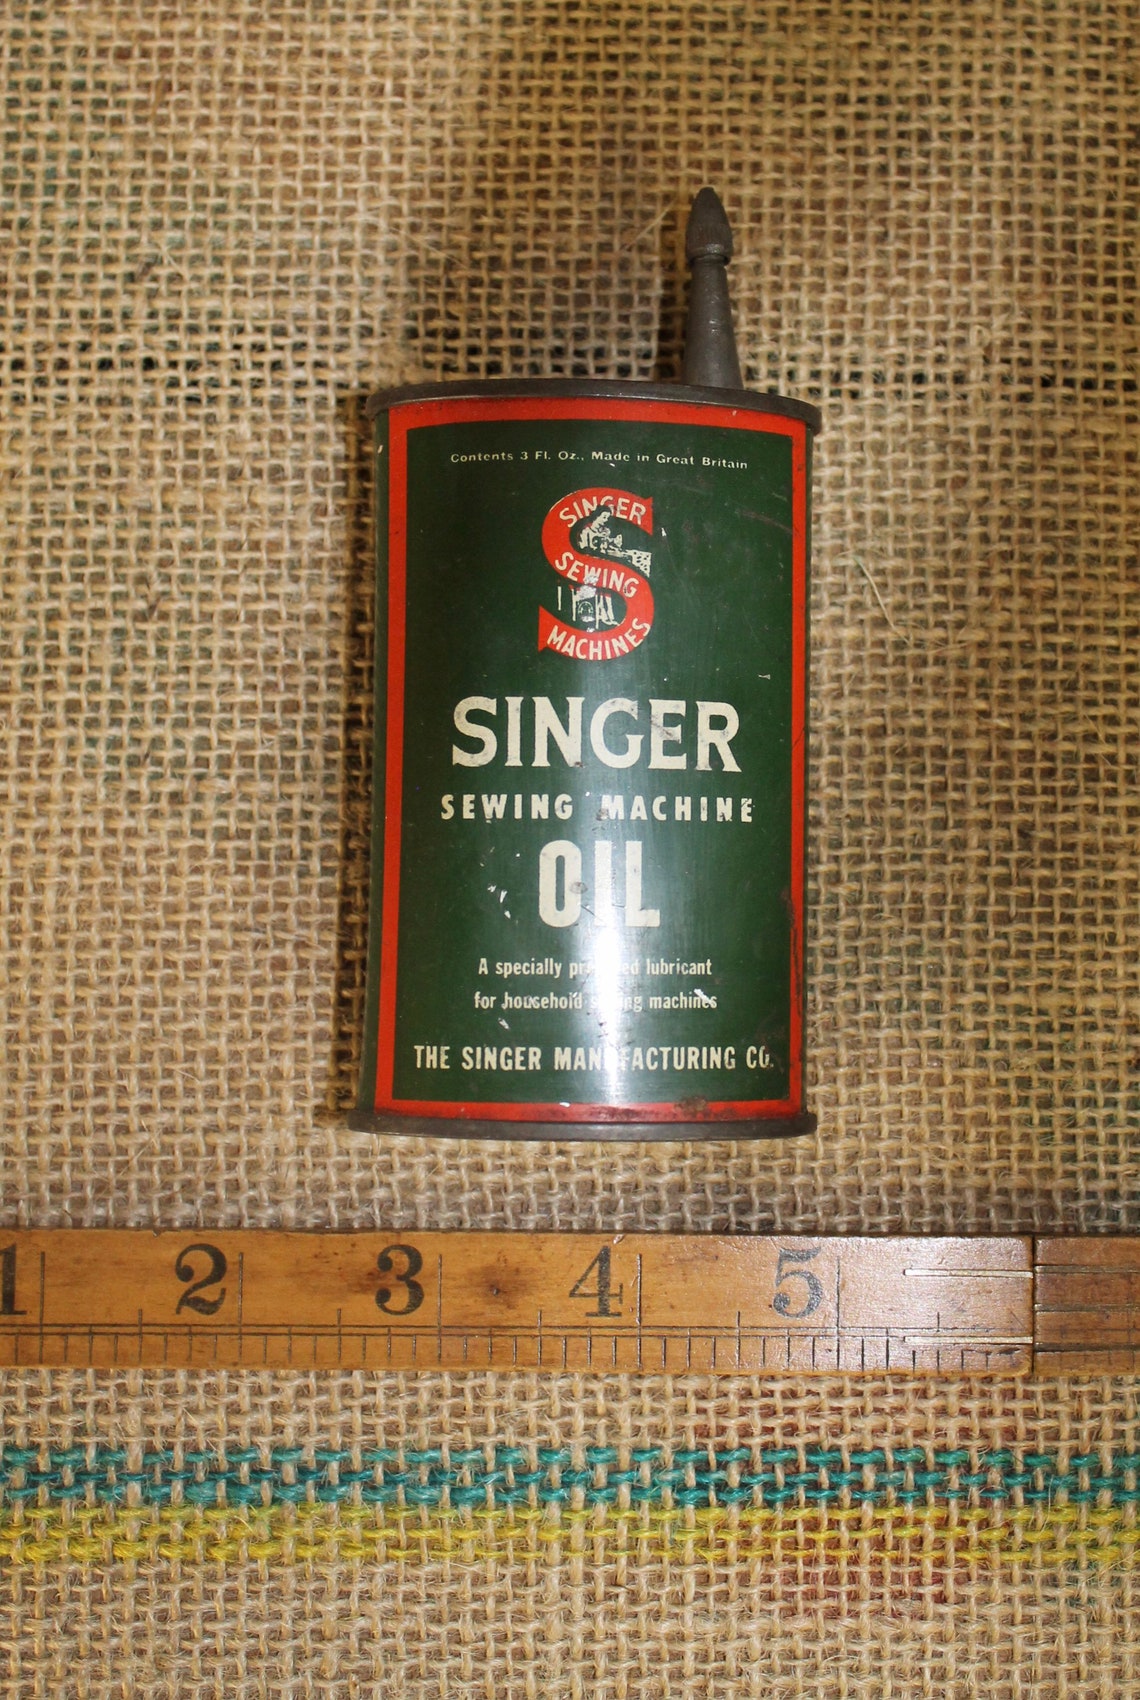 Contents 3 Fl. Oz., Made in Great Britain
SINGER
SEWING
MACHINES
SINGER
SEWING MACHINE
OIL
A specially lubricant
for household machines
THE SINGER MANUFACTURING CO.
1 2 3 4 5